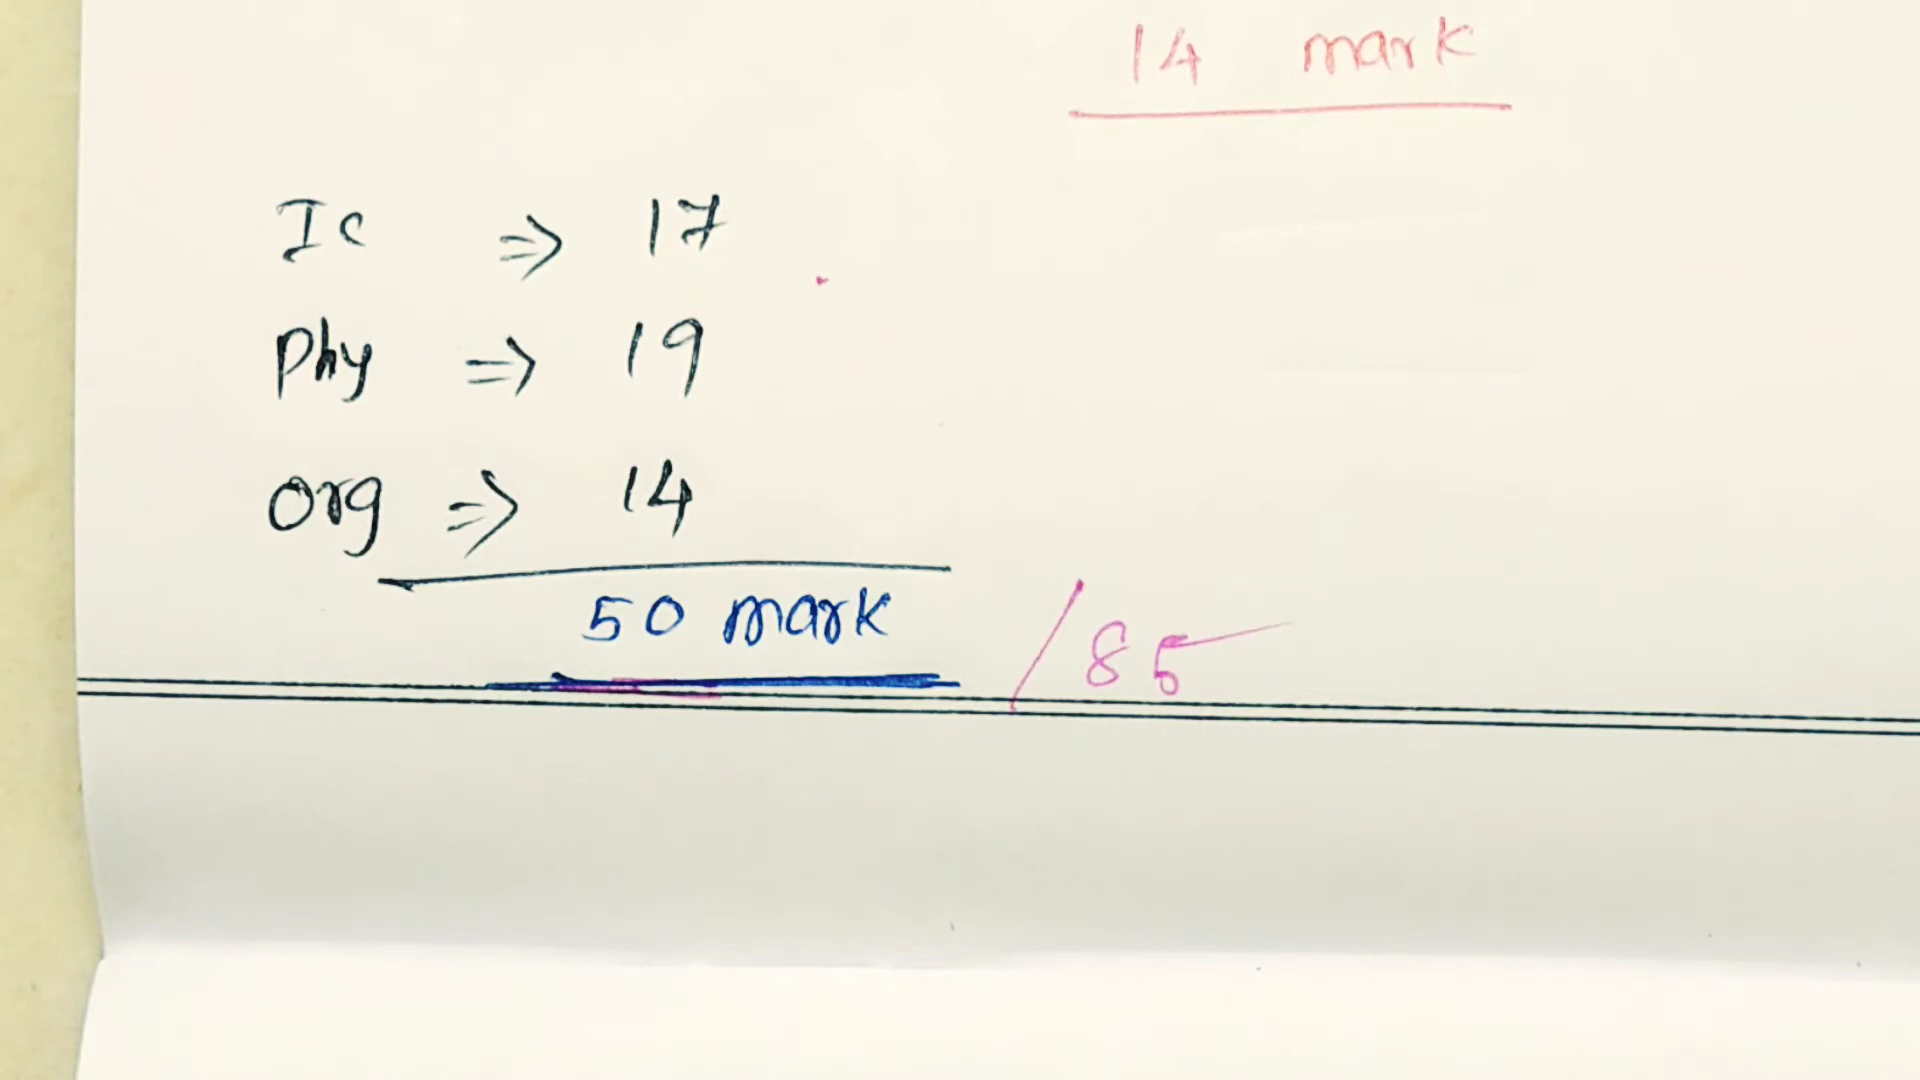 14 mark
Ic ⇒ 17
Phy ⇒ 19
Org ⇒ 14
50 mark / 85